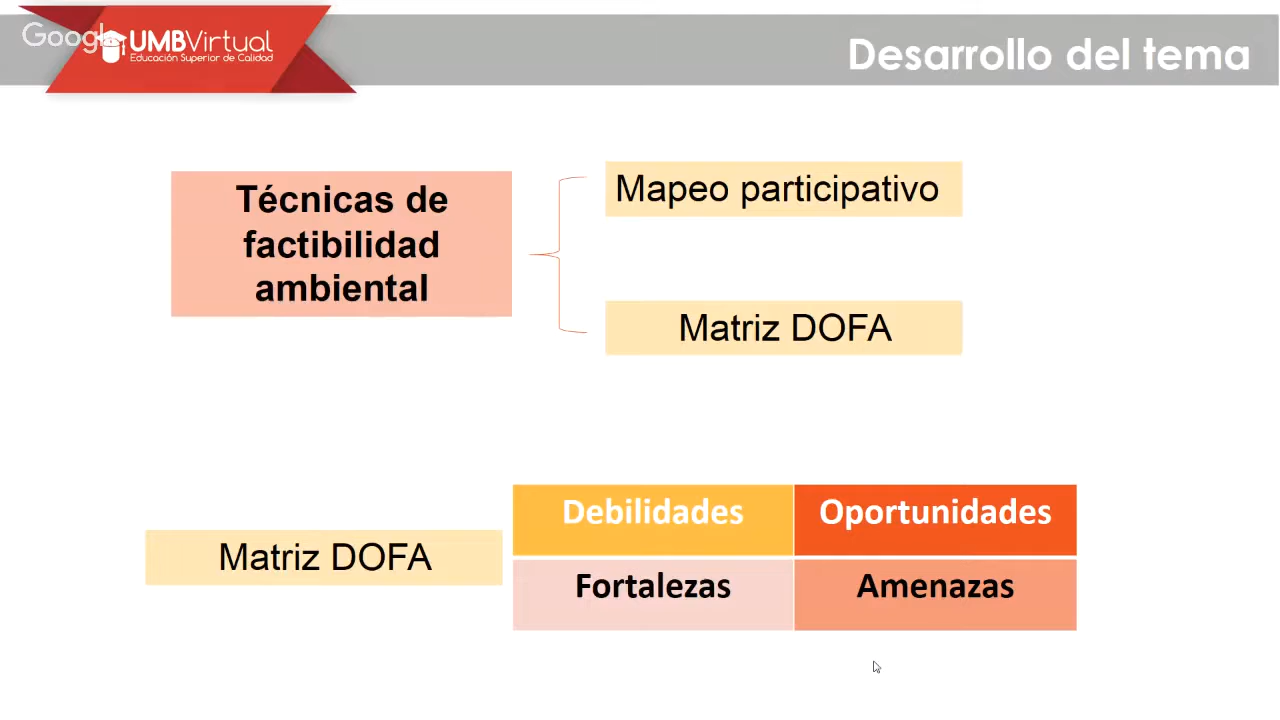 Google
UMBVirtual
Educación Superior de Calidad
Desarrollo del tema
Técnicas de
factibilidad
ambiental
Mapeo participativo
Matriz DOFA
Matriz DOFA
Debilidades
Oportunidades
Fortalezas
Amenazas